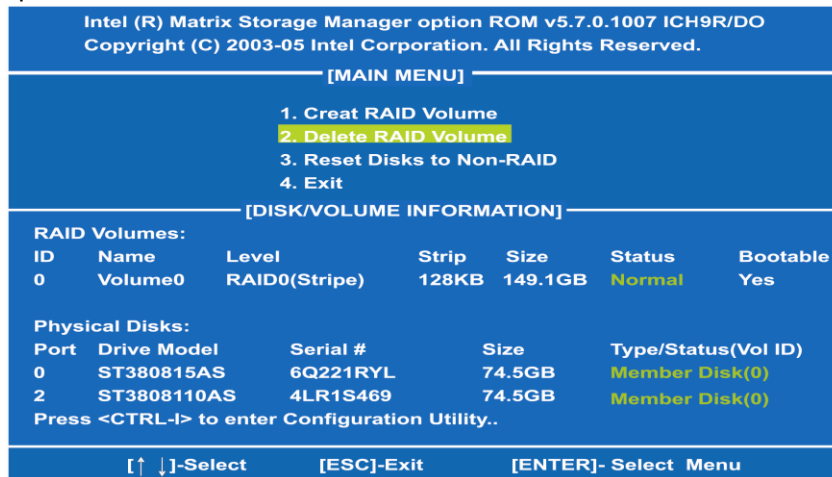 Intel (R) Matrix Storage Manager option ROM v5.7.0.1007 ICH9R/DO
Copyright (C) 2003-05 Intel Corporation. All Rights Reserved.
[MAIN MENU]
1. Creat RAID Volume
2. Delete RAID Volume
3. Reset Disks to Non-RAID
4. Exit
[DISK/VOLUME INFORMATION]
RAID Volumes:
ID Name Level Strip Size Status Bootable
0 Volume0 RAID0(Stripe) 128KB 149.1GB Normal Yes
Physical Disks:
Port Drive Model Serial # Size Type/Status(Vol ID)
0 ST380815AS 6Q221RYL 74.5GB Member Disk(0)
2 ST3808110AS 4LR1S469 74.5GB Member Disk(0)
Press <CTRL-I> to enter Configuration Utility..
[↑ ↓]-Select [ESC]-Exit [ENTER]- Select Menu